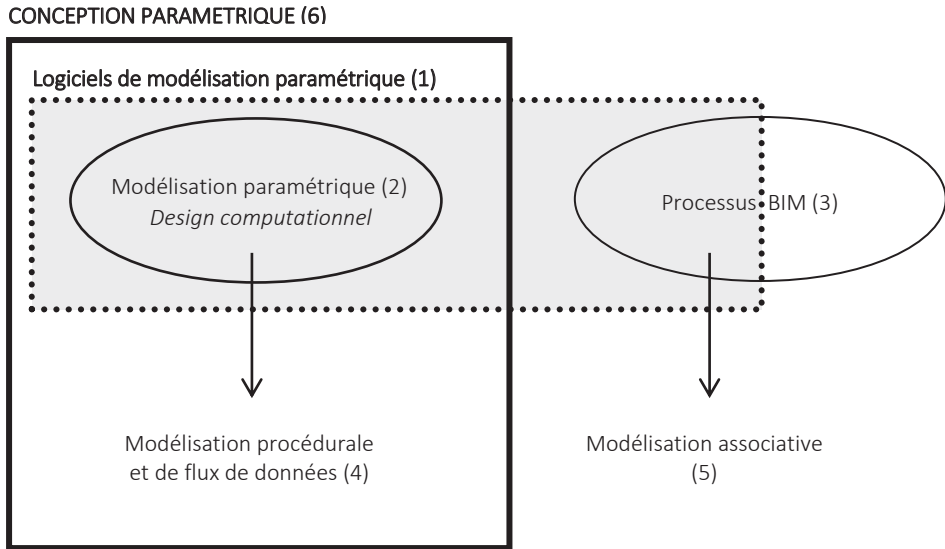 CONCEPTION PARAMETRIQUE (6)
Logiciels de modélisation paramétrique (1)
Modélisation paramétrique (2)
Design computationnel
Processus BIM (3)
Modélisation procédurale
et de flux de données (4)
Modélisation associative
(5)